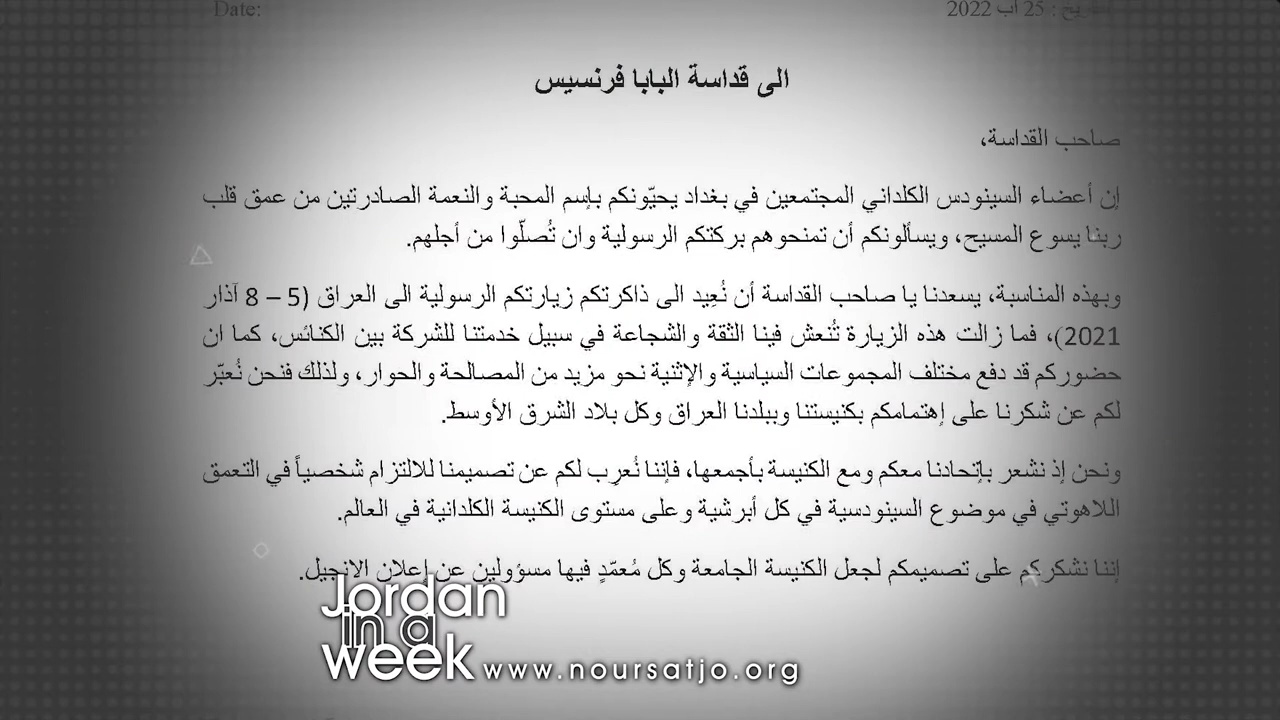 Date:
التاريخ : 25 آب 2022
الى قداسة البابا فرنسيس
صاحب القداسة،
إن أعضاء السينودس الكلداني المجتمعين في بغداد يحيّونكم بإسم المحبة والنعمة الصادرتين من عمق قلب
ربنا يسوع المسيح، ويسألونكم أن تمنحوهم بركتكم الرسولية وان تُصلّوا من أجلهم.
وبهذه المناسبة، يسعدنا يا صاحب القداسة أن نُعِيد الى ذاكرتكم زيارتكم الرسولية الى العراق (5 – 8 آذار
2021)، فما زالت هذه الزيارة تُنعش فينا الثقة والشجاعة في سبيل خدمتنا للشركة بين الكنائس، كما ان
حضوركم قد دفع مختلف المجموعات السياسية والإثنية نحو مزيد من المصالحة والحوار، ولذلك فنحن نُعبّر
لكم عن شكرنا على إهتمامكم بكنيستنا وببلدنا العراق وكل بلاد الشرق الأوسط.
ونحن إذ نشعر بإتحادنا معكم ومع الكنيسة بأجمعها، فإننا نُعرِب لكم عن تصميمنا للالتزام شخصياً في التعمق
اللاهوتي في موضوع السينودسية في كل أبرشية وعلى مستوى الكنيسة الكلدانية في العالم.
إننا نشكركم على تصميمكم لجعل الكنيسة الجامعة وكل مُعمّدٍ فيها مسؤولين عن إعلان الإنجيل.
Jordan
in a
week www.noursatjo.org